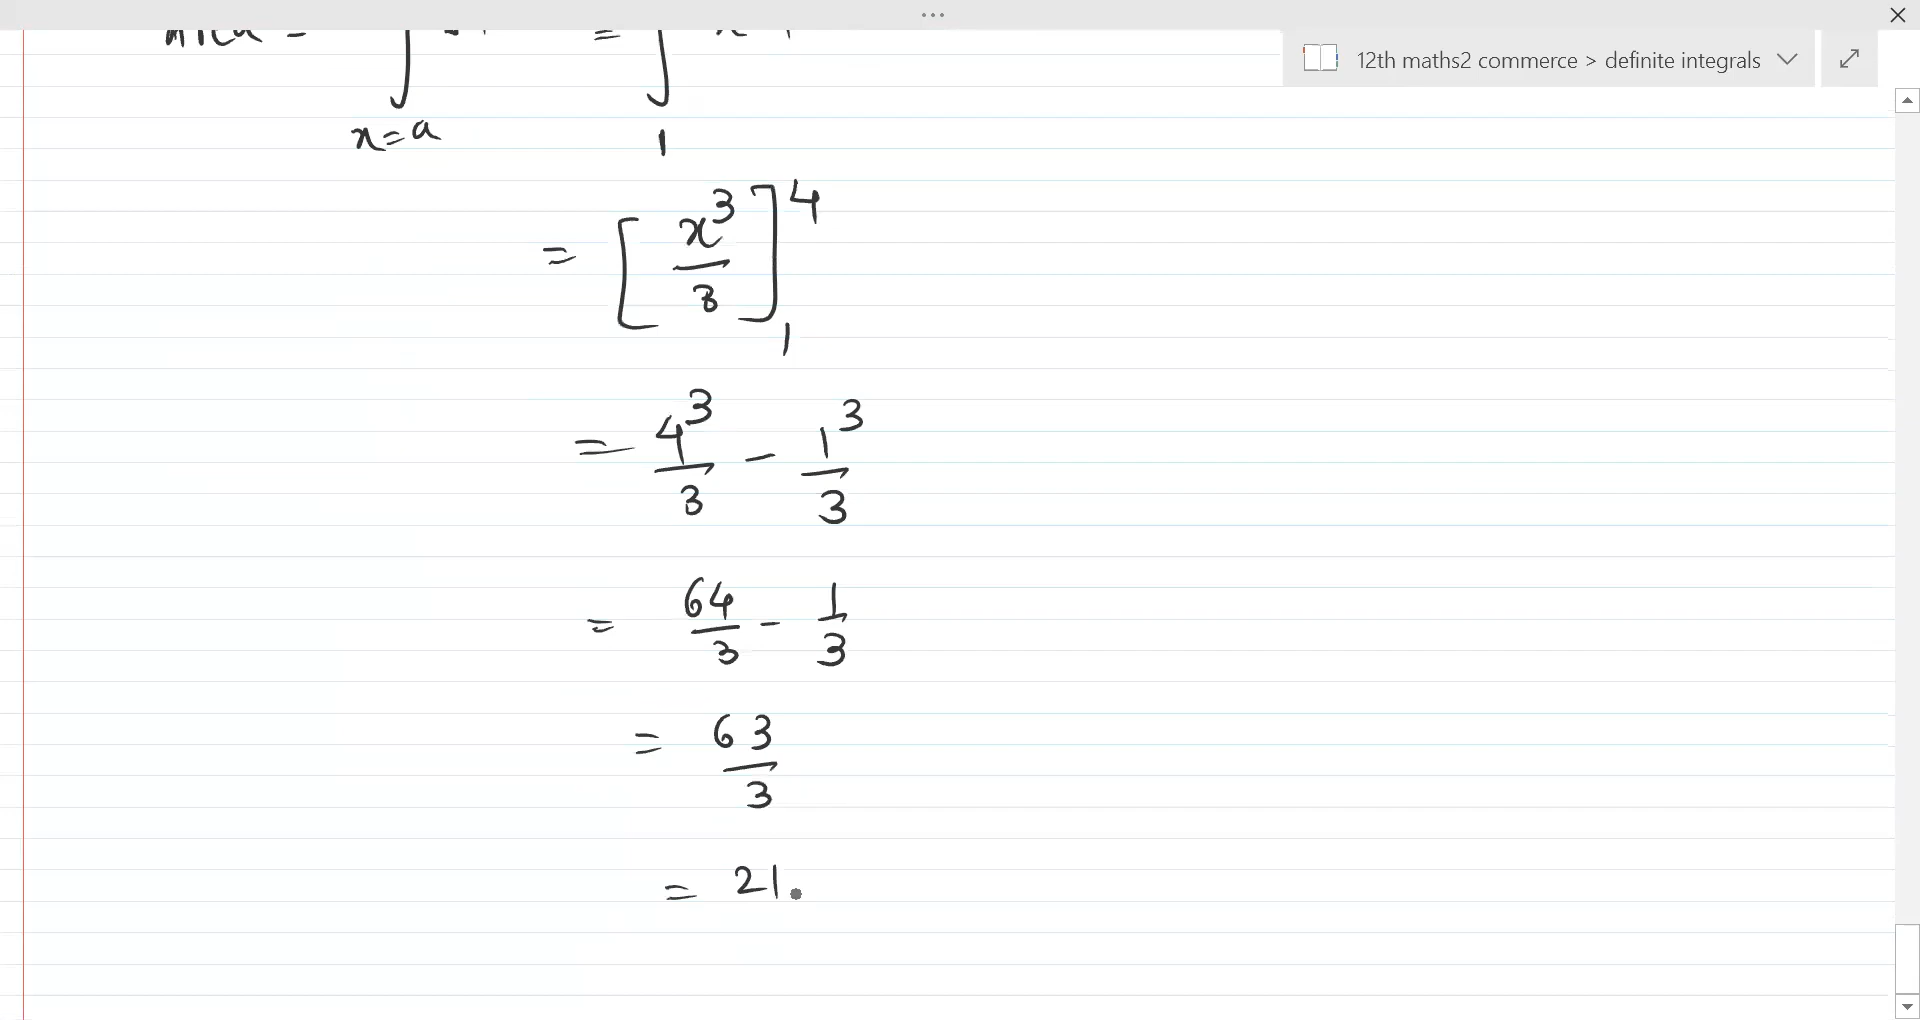 12th maths2 commerce > definite integrals
x=a 1
= [x³/3]₁⁴
= 4³/3 - 1³/3
= 64/3 - 1/3
= 63/3
= 21